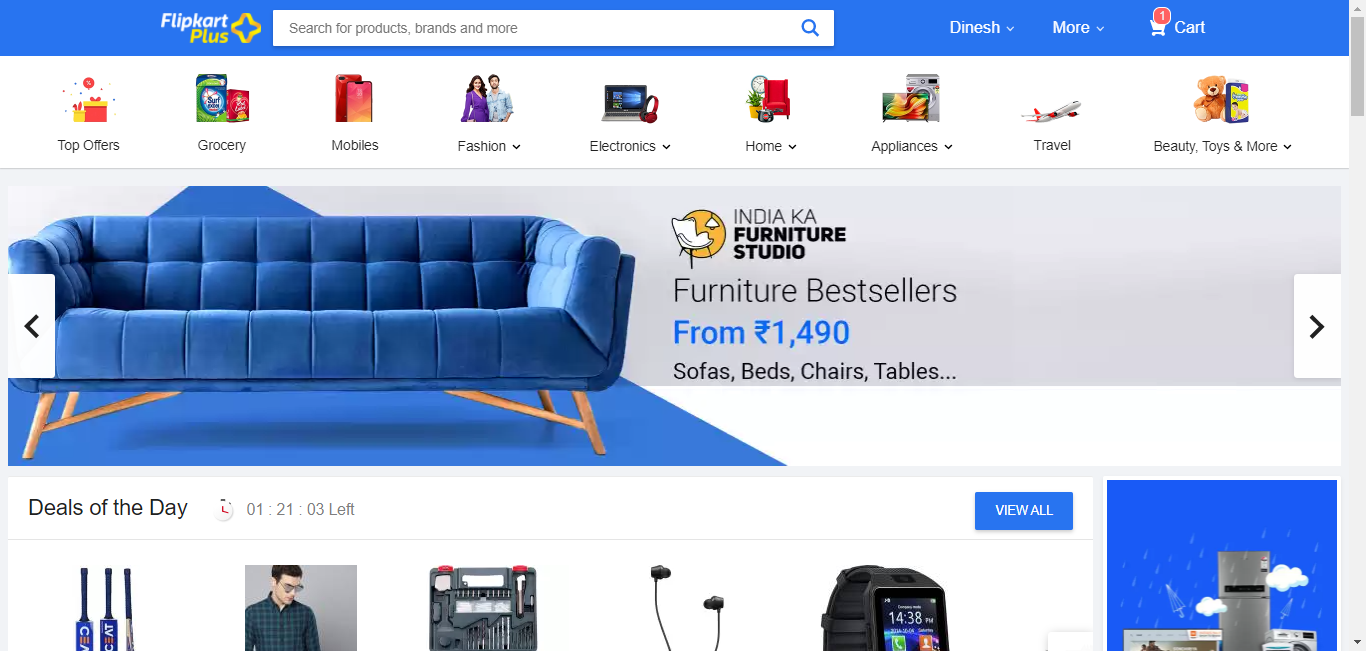 Flipkart
Plus
Search for products, brands and more
Dinesh
More
1
Cart
Top Offers
Grocery
Mobiles
Fashion
Electronics
Home
Appliances
Travel
Beauty, Toys & More
INDIA KA
FURNITURE
STUDIO
Furniture Bestsellers
From ₹1,490
Sofas, Beds, Chairs, Tables...
Deals of the Day
01 : 21 : 03 Left
VIEW ALL
CEAT
14:38 PM